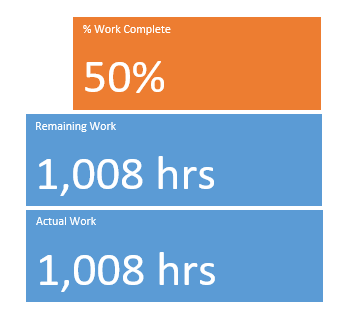 % Work Complete
50%
Remaining Work
1,008 hrs
Actual Work
1,008 hrs